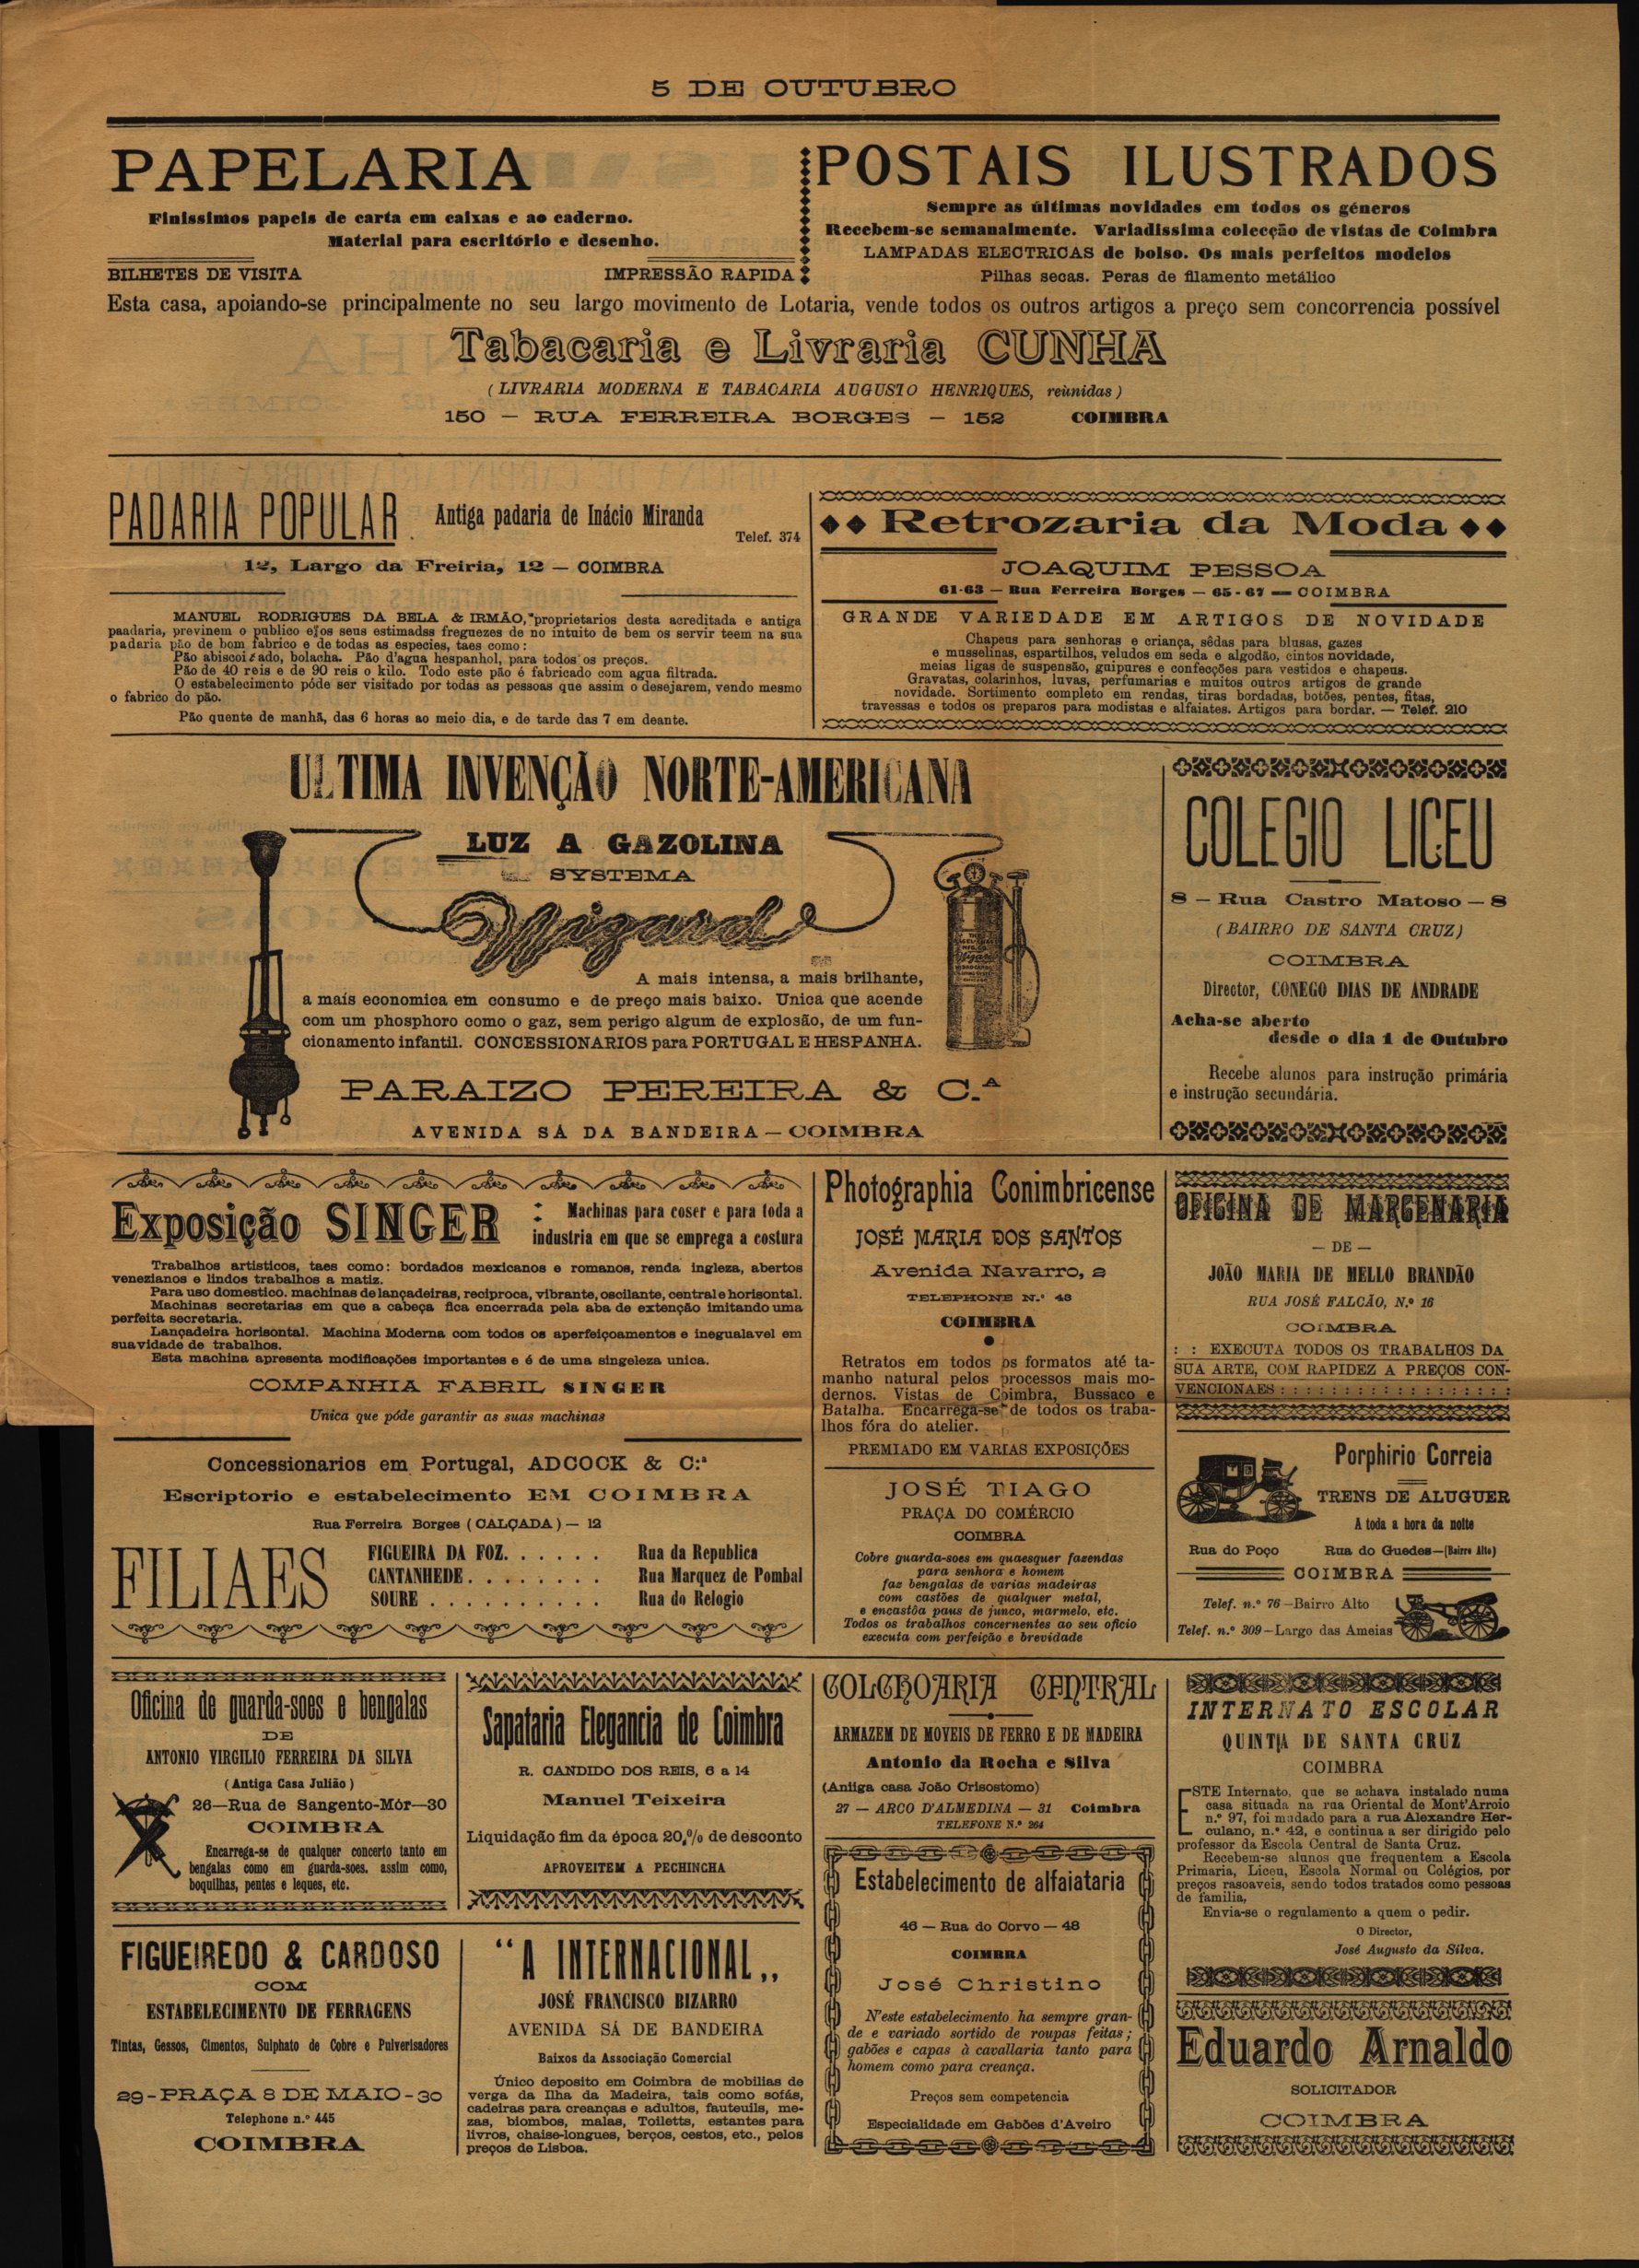 5 DE OUTUBRO
PAPELARIA
Finissimos papeis de carta em caixas e ao caderno.
Material para escritório e desenho.
BILHETES DE VISITA
IMPRESSÃO RAPIDA
POSTAIS ILUSTRADOS
Sempre as últimas novidades em todos os géneros
Recebem-se semanalmente. Variadissima colecção de vistas de Coimbra
LAMPADAS ELECTRICAS de bolso. Os mais perfeitos modelos
Pilhas secas. Peras de filamento metálico
Esta casa, apoiando-se principalmente no seu largo movimento de Lotaria, vende todos os outros artigos a preço sem concorrencia possível
Tabacaria e Livraria CUNHA
(LIVRARIA MODERNA E TABACARIA AUGUSTO HENRIQUES, reùnidas)
150 — RUA FERREIRA BORGES — 152 COIMBRA
PADARIA POPULAR.
Antiga padaria de Inácio Miranda
Telef. 374
12, Largo da Freiria, 12 — COIMBRA
MANUEL RODRIGUES DA BELA & IRMÃO, proprietarios desta acreditada e antiga
paadaria, previnem o publico e os seus estimadss freguezes de no intuito de bem os servir teem na sua
padaria pão de bom fabrico e de todas as especies, taes como:
Pão abiscoitado, bolacha. Pão d'agua hespanhol, para todos os preços.
Pão de 40 reis e de 90 reis o kilo. Todo este pão é fabricado com agua filtrada.
O estabelecimento póde ser visitado por todas as pessoas que assim o desejarem, vendo mesmo
o fabrico do pão.
Pão quente de manhã, das 6 horas ao meio dia, e de tarde das 7 em deante.
Retrozaria da Moda
JOAQUIM PESSOA
61-63 — Rua Ferreira Borges — 65-67 — COIMBRA
GRANDE VARIEDADE EM ARTIGOS DE NOVIDADE
Chapeus para senhoras e criança, sêdas para blusas, gazes
e musselinas, espartilhos, veludos em seda e algodão, cintos novidade,
meias ligas de suspensão, guipures e confecções para vestidos e chapeus.
Gravatas, colarinhos, luvas, perfumarias e muitos outros artigos de grande
novidade. Sortimento completo em rendas, tiras bordadas, botões, pentes, fitas,
travessas e todos os preparos para modistas e alfaiates. Artigos para bordar. — Telef. 210
ULTIMA INVENÇÃO NORTE-AMERICANA
LUZ A GAZOLINA
SYSTEMA
Wizard
A mais intensa, a mais brilhante,
a mais economica em consumo e de preço mais baixo. Unica que acende
com um phosphoro como o gaz, sem perigo algum de explosão, de um fun-
cionamento infantil. CONCESSIONARIOS para PORTUGAL E HESPANHA.
PARAIZO PEREIRA & C.ᴬ
AVENIDA SÁ DA BANDEIRA — COIMBRA
COLEGIO LICEU
8 — Rua Castro Matoso — 8
(BAIRRO DE SANTA CRUZ)
COIMBRA
Director, CONEGO DIAS DE ANDRADE
Acha-se aberto
desde o dia 1 de Outubro
Recebe alunos para instrução primária
e instrução secundária.
Exposição SINGER
: Machinas para coser e para toda a
industria em que se emprega a costura
Trabalhos artisticos, taes como: bordados mexicanos e romanos, renda ingleza, abertos
venezianos e lindos trabalhos a matiz.
Para uso domestico. machinas de lançadeiras, reciproca, vibrante, oscilante, central e horisontal.
Machinas secretarias em que a cabeça fica encerrada pela aba de extenção imitando uma
perfeita secretaria.
Lançadeira horisontal. Machina Moderna com todos os aperfeiçoamentos e inegualavel em
suavidade de trabalhos.
Esta machina apresenta modificações importantes e é de uma singeleza unica.
COMPANHIA FABRIL SINGER
Unica que póde garantir as suas machinas
Concessionarios em Portugal, ADCOCK & C.ª
Escriptorio e estabelecimento EM COIMBRA
Rua Ferreira Borges (CALÇADA) — 12
FILIAES
FIGUEIRA DA FOZ. . . . . . Rua da Republica
CANTANHEDE. . . . . . . . Rua Marquez de Pombal
SOURE . . . . . . . . . . Rua do Relogio
Photographia Conimbricense
JOSÉ MARIA DOS SANTOS
Avenida Navarro, 2
TELEPHONE N.º 46
COIMBRA
Retratos em todos os formatos até ta-
manho natural pelos processos mais mo-
dernos. Vistas de Coimbra, Bussaco e
Batalha. Encarrega-se de todos os traba-
lhos fóra do atelier.
PREMIADO EM VARIAS EXPOSIÇÕES
JOSÉ TIAGO
PRAÇA DO COMÉRCIO
COIMBRA
Cobre guarda-soes em quaesquer fazendas
para senhora e homem
faz bengalas de varias madeiras
com castões de qualquer metal,
e encastôa paus de junco, marmelo, etc.
Todos os trabalhos concernentes ao seu oficio
executa com perfeição e brevidade
OFICINA DE MARCENARIA
— DE —
JOÃO MARIA DE MELLO BRANDÃO
RUA JOSÉ FALCÃO, N.º 16
COIMBRA
: : EXECUTA TODOS OS TRABALHOS DA
SUA ARTE, COM RAPIDEZ A PREÇOS CON-
VENCIONAES : : : : : : : : : : : : : : : : :
Porphirio Correia
TRENS DE ALUGUER
A toda a hora da noite
Rua do Poço Rua do Guedes—(Bairro Alto)
COIMBRA
Telef. n.º 76—Bairro Alto
Telef. n.º 309—Largo das Ameias
Oficina de guarda-soes e bengalas
DE
ANTONIO VIRGILIO FERREIRA DA SILVA
(Antiga Casa Julião)
26—Rua de Sangento-Mór—30
COIMBRA
Encarrega-se de qualquer concerto tanto em
bengalas como em guarda-soes. assim como,
boquilhas, pentes e leques, etc.
Sapataria Elegancia de Coimbra
R. CANDIDO DOS REIS, 6 a 14
Manuel Teixeira
Liquidação fim da época 20,% de desconto
APROVEITEM A PECHINCHA
COLCHOARIA CENTRAL
ARMAZEM DE MOVEIS DE FERRO E DE MADEIRA
Antonio da Rocha e Silva
(Aniiga casa João Crisostomo)
27 — ARCO D'ALMEDINA — 31 Coimbra
TELEFONE N.º 264
Estabelecimento de alfaiataria
46 — Rua do Corvo — 48
COIMBRA
José Christino
N'este estabelecimento ha sempre gran-
de e variado sortido de roupas feitas;
gabões e capas à cavallaria tanto para
homem como para creança.
Preços sem competencia
Especialidade em Gabões d'Aveiro
INTERNATO ESCOLAR
QUINTA DE SANTA CRUZ
COIMBRA
ESTE Internato, que se achava instalado numa
casa situada na rua Oriental de Mont'Arroio
n.º 97, foi mudado para a rua Alexandre Her-
culano, n.º 42, e continua a ser dirigido pelo
professor da Escola Central de Santa Cruz.
Recebem-se alunos que frequentem a Escola
Primaria, Liceu, Escola Normal ou Colégios, por
preços rasoaveis, sendo todos tratados como pessoas
de familia,
Envia-se o regulamento a quem o pedir.
O Director,
José Augusto da Silva.
FIGUEIREDO & CARDOSO
COM
ESTABELECIMENTO DE FERRAGENS
Tintas, Gessos, Cimentos, Sulphato de Cobre e Pulverisadores
29-PRAÇA 8 DE MAIO-30
Telephone n.º 445
COIMBRA
“A INTERNACIONAL„
JOSÉ FRANCISCO BIZARRO
AVENIDA SÁ DE BANDEIRA
Baixos da Associação Comercial
Único deposito em Coimbra de mobilias de
verga da Ilha da Madeira, tais como sofás,
cadeiras para creanças e adultos, fauteuils, me-
zas, biombos, malas, Toiletts, estantes para
livros, chaise-longues, berços, cestos, etc., pelos
preços de Lisboa.
Eduardo Arnaldo
SOLICITADOR
COIMBRA